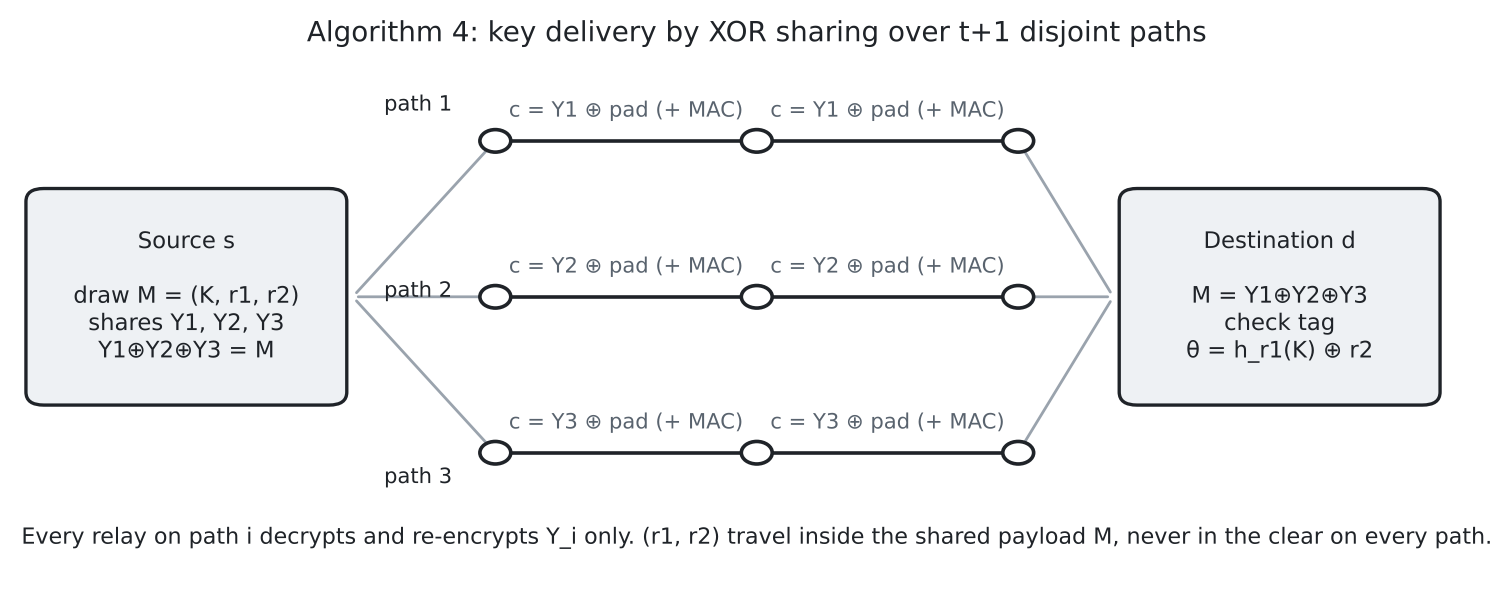 Algorithm 4: key delivery by XOR sharing over t+1 disjoint paths
path 1
c = Y1 ⊕ pad (+ MAC)
c = Y1 ⊕ pad (+ MAC)
Source s
draw M = (K, r1, r2)
shares Y1, Y2, Y3
Y1⊕Y2⊕Y3 = M
path 2
c = Y2 ⊕ pad (+ MAC)
c = Y2 ⊕ pad (+ MAC)
Destination d
M = Y1⊕Y2⊕Y3
check tag
θ = h_r1(K) ⊕ r2
path 3
c = Y3 ⊕ pad (+ MAC)
c = Y3 ⊕ pad (+ MAC)
Every relay on path i decrypts and re-encrypts Y_i only. (r1, r2) travel inside the shared payload M, never in the clear on every path.